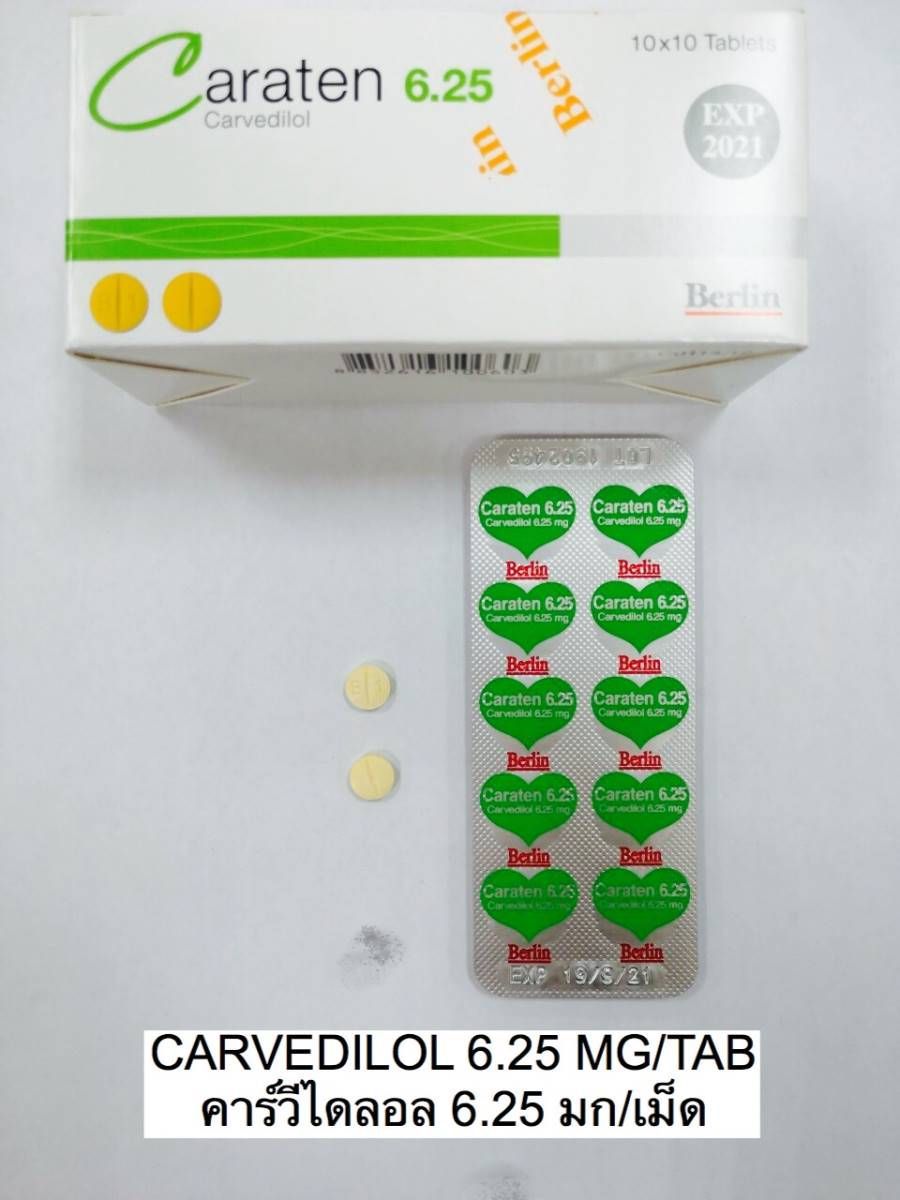 Caraten 6.25
Carvedilol
Berlin
lin
10x10 Tablets
EXP
2021
Berlin
LOT 1902495
Caraten 6.25 Caraten 6.25
Carvedilol 6.25 mg Carvedilol 6.25 mg
Berlin Berlin
Caraten 6.25 Caraten 6.25
Carvedilol 6.25 mg Carvedilol 6.25 mg
Berlin Berlin
Caraten 6.25 Caraten 6.25
Carvedilol 6.25 mg Carvedilol 6.25 mg
Berlin Berlin
Caraten 6.25 Caraten 6.25
Carvedilol 6.25 mg Carvedilol 6.25 mg
Berlin Berlin
Caraten 6.25 Caraten 6.25
Carvedilol 6.25 mg Carvedilol 6.25 mg
Berlin Berlin
EXP 19/9/21
CARVEDILOL 6.25 MG/TAB
คาร์วีไดลอล 6.25 มก/เม็ด